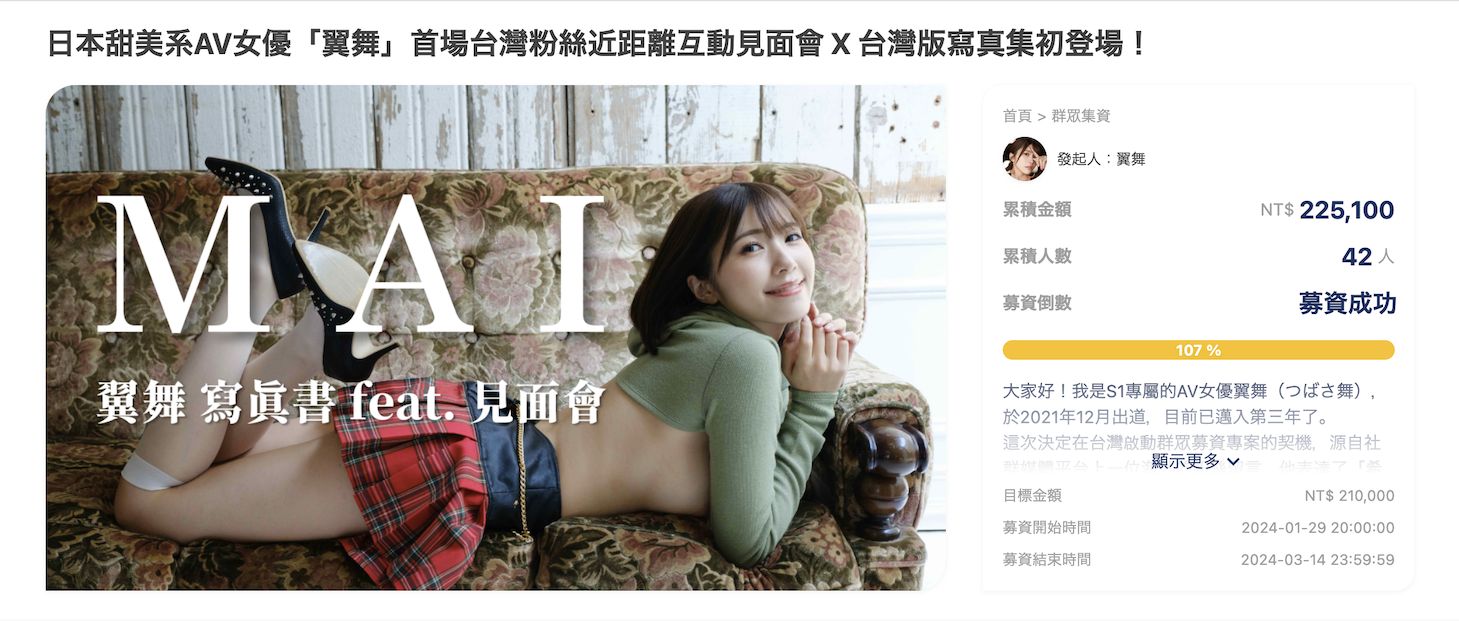 日本甜美系AV女優「翼舞」首場台灣粉絲近距離互動見面會 X 台灣版寫真集初登場！
MAI
翼舞 寫眞書 feat. 見面會
首頁 > 群眾集資
發起人：翼舞
累積金額 NT$ 225,100
累積人數 42 人
募資倒數 募資成功
107 %
大家好！我是S1專屬的AV女優翼舞（つばさ舞），
於2021年12月出道，目前已邁入第三年了。
這次決定在台灣啟動群眾募資專案的契機，源自社
顯示更多
目標金額 NT$ 210,000
募資開始時間 2024-01-29 20:00:00
募資結束時間 2024-03-14 23:59:59